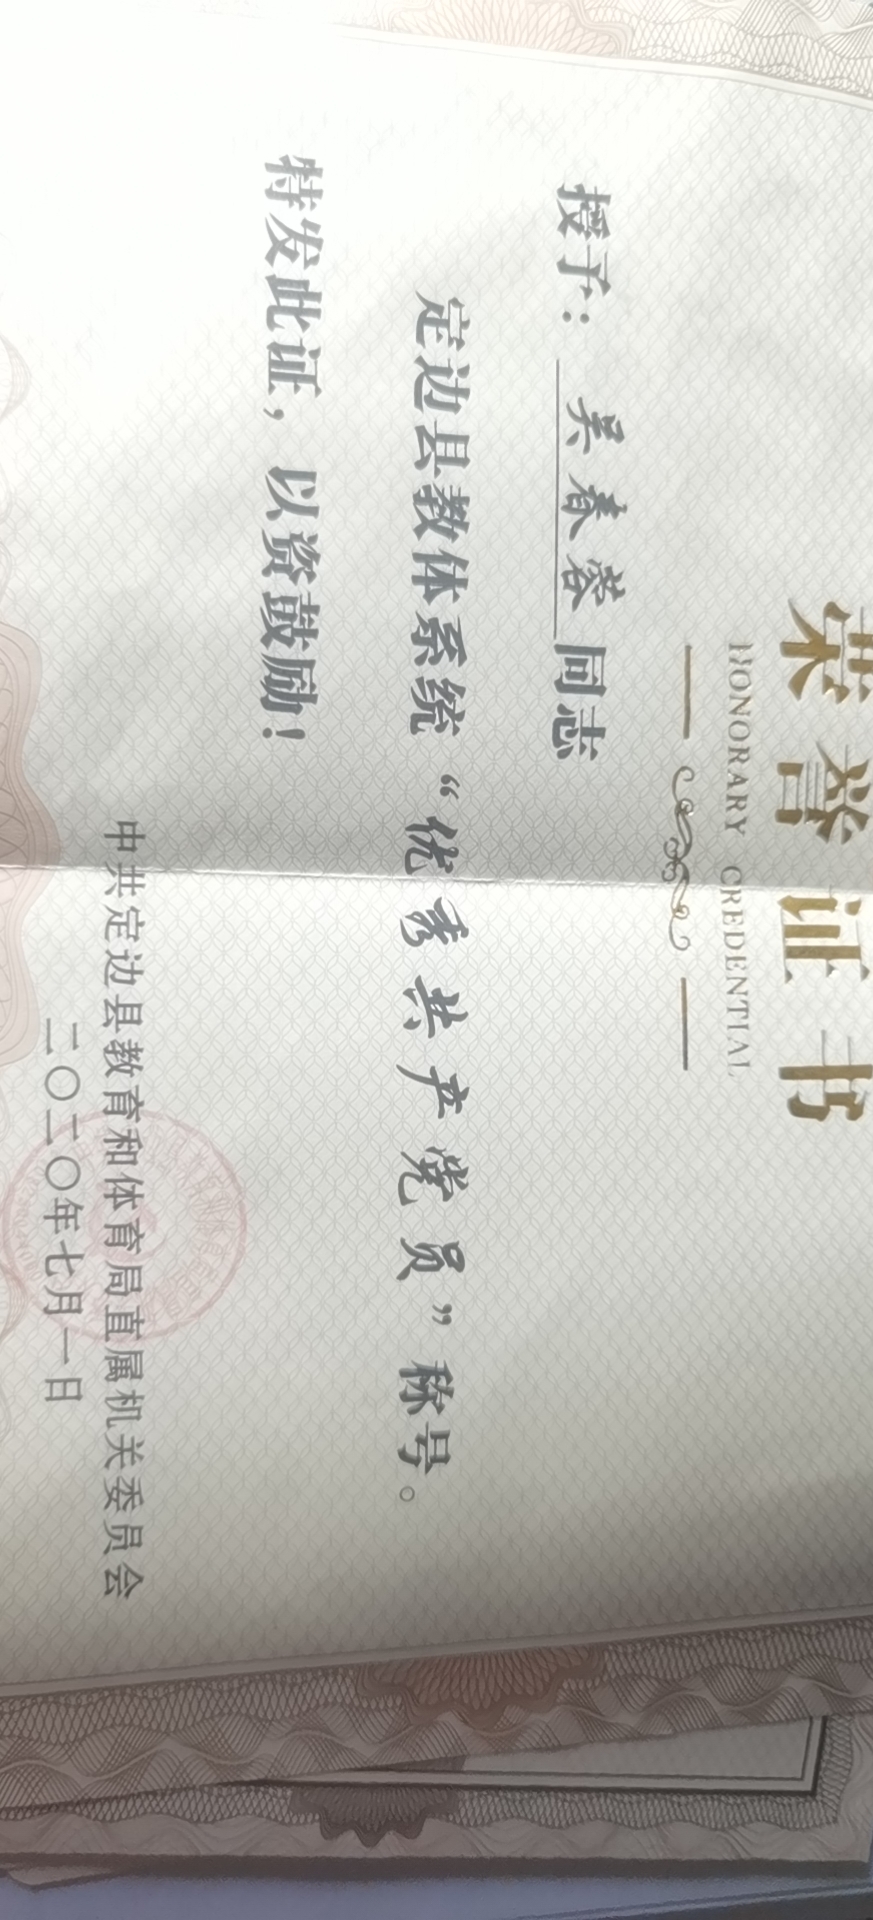 荣誉证书
HONORARY CREDENTIAL
授予：吴春蓉同志
定边县教体系统“优秀共产党员”称号。
特发此证，以资鼓励！
中共定边县教育和体育局直属机关委员会
二〇二〇年七月一日